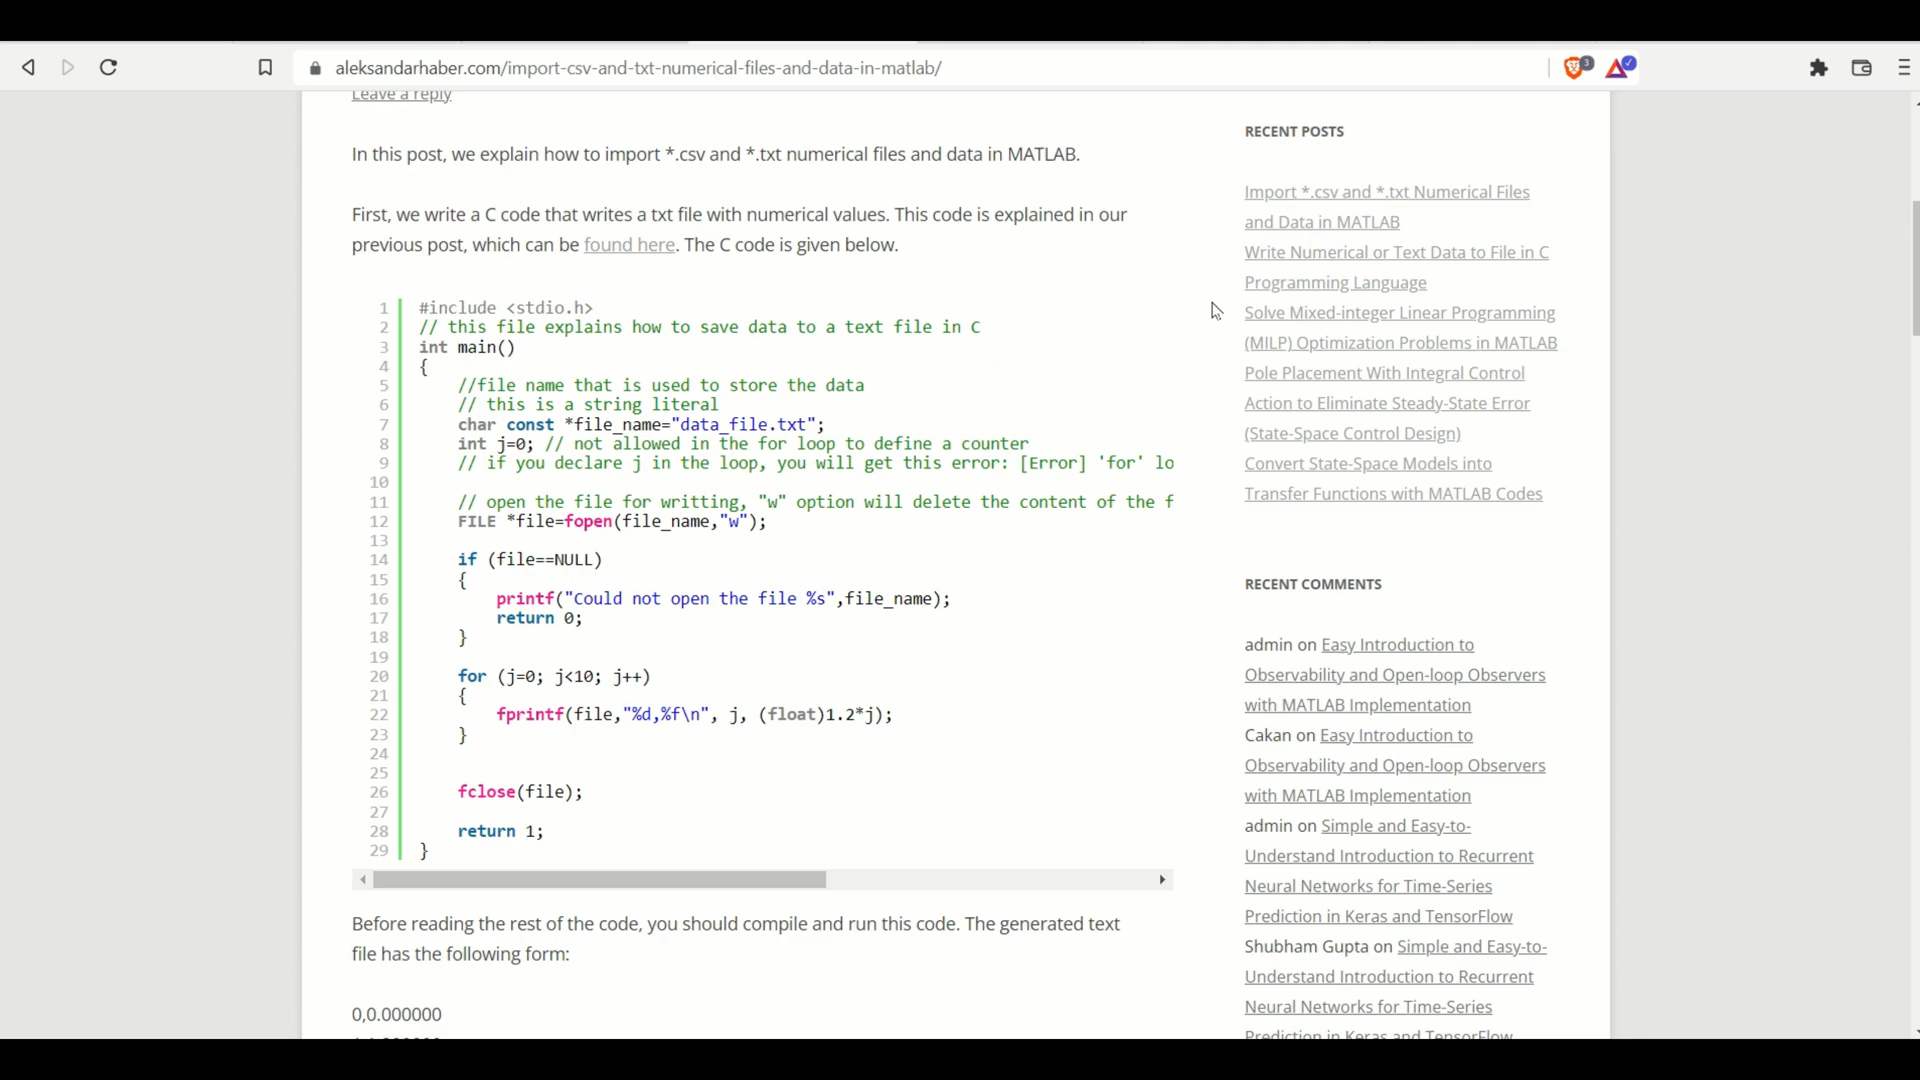 aleksandarhaber.com/import-csv-and-txt-numerical-files-and-data-in-matlab/
3
Leave a reply
In this post, we explain how to import *.csv and *.txt numerical files and data in MATLAB.
First, we write a C code that writes a txt file with numerical values. This code is explained in our
previous post, which can be found here. The C code is given below.
1 #include <stdio.h>
2 // this file explains how to save data to a text file in C
3 int main()
4 {
5 //file name that is used to store the data
6 // this is a string literal
7 char const *file_name="data_file.txt";
8 int j=0; // not allowed in the for loop to define a counter
9 // if you declare j in the loop, you will get this error: [Error] 'for' lo
10
11 // open the file for writting, "w" option will delete the content of the f
12 FILE *file=fopen(file_name,"w");
13
14 if (file==NULL)
15 {
16 printf("Could not open the file %s",file_name);
17 return 0;
18 }
19
20 for (j=0; j<10; j++)
21 {
22 fprintf(file,"%d,%f\n", j, (float)1.2*j);
23 }
24
25
26 fclose(file);
27
28 return 1;
29 }
Before reading the rest of the code, you should compile and run this code. The generated text
file has the following form:
0,0.000000
RECENT POSTS
Import *.csv and *.txt Numerical Files
and Data in MATLAB
Write Numerical or Text Data to File in C
Programming Language
Solve Mixed-integer Linear Programming
(MILP) Optimization Problems in MATLAB
Pole Placement With Integral Control
Action to Eliminate Steady-State Error
(State-Space Control Design)
Convert State-Space Models into
Transfer Functions with MATLAB Codes
RECENT COMMENTS
admin on Easy Introduction to
Observability and Open-loop Observers
with MATLAB Implementation
Cakan on Easy Introduction to
Observability and Open-loop Observers
with MATLAB Implementation
admin on Simple and Easy-to-
Understand Introduction to Recurrent
Neural Networks for Time-Series
Prediction in Keras and TensorFlow
Shubham Gupta on Simple and Easy-to-
Understand Introduction to Recurrent
Neural Networks for Time-Series
Prediction in Keras and TensorFlow